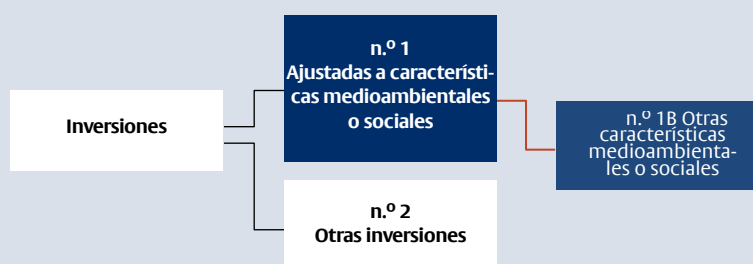 Inversiones
n.º 1
Ajustadas a característi-
cas medioambientales
o sociales
n.º 1B Otras
características
medioambienta-
les o sociales
n.º 2
Otras inversiones